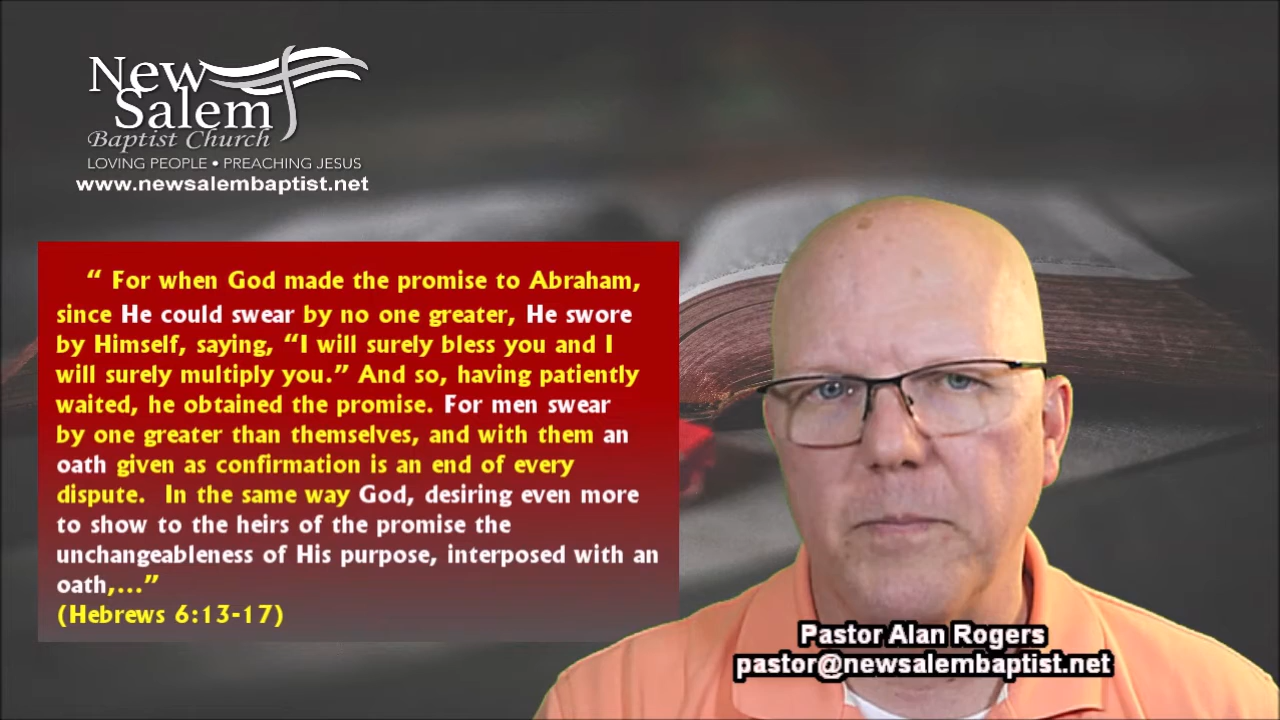 New
Salem
Baptist Church
LOVING PEOPLE • PREACHING JESUS
www.newsalembaptist.net
“ For when God made the promise to Abraham,
since He could swear by no one greater, He swore
by Himself, saying, “I will surely bless you and I
will surely multiply you.” And so, having patiently
waited, he obtained the promise. For men swear
by one greater than themselves, and with them an
oath given as confirmation is an end of every
dispute.  In the same way God, desiring even more
to show to the heirs of the promise the
unchangeableness of His purpose, interposed with an
oath,...”
(Hebrews 6:13-17)
Pastor Alan Rogers
pastor@newsalembaptist.net